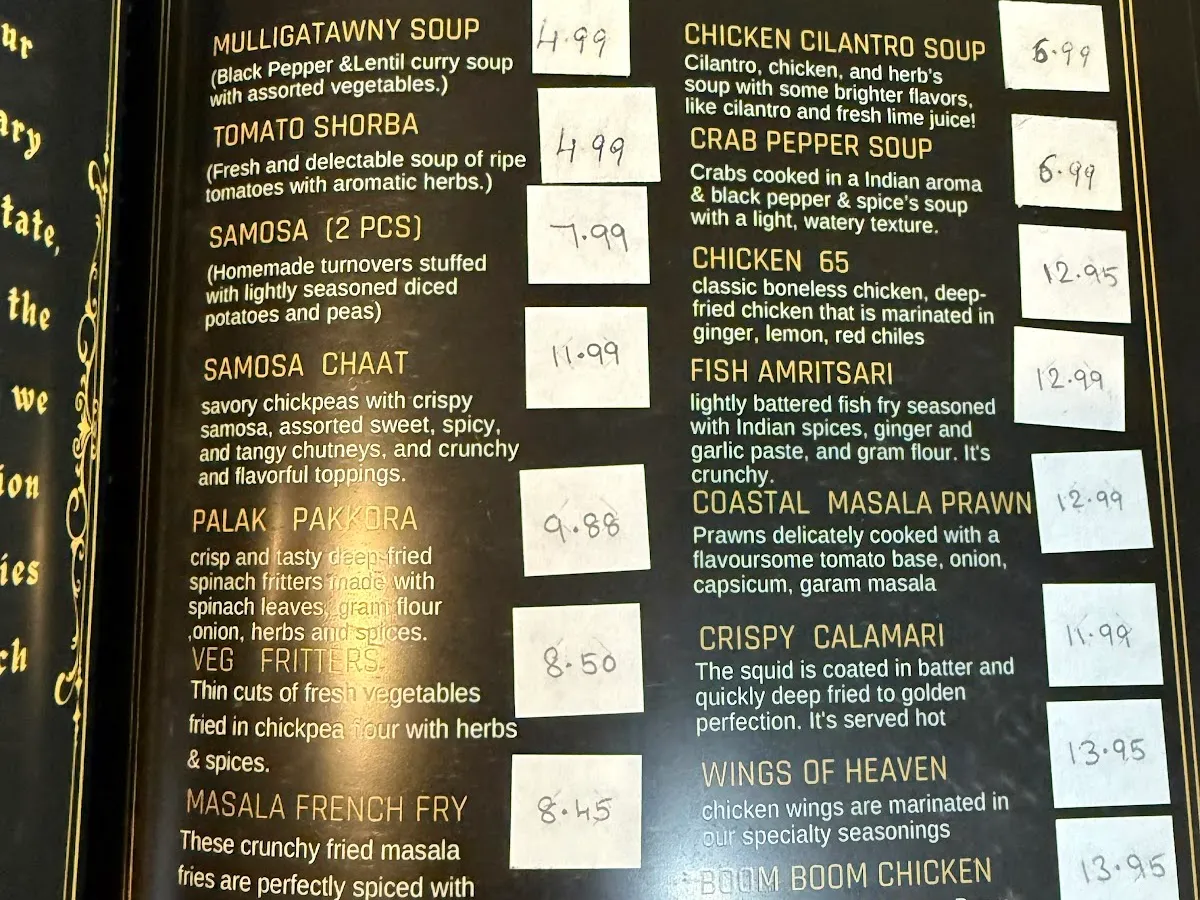 ur
ary
tate,
the
we
ion
ies
ch
MULLIGATAWNY SOUP 4.99
(Black Pepper &Lentil curry soup
with assorted vegetables.)
TOMATO SHORBA 4.99
(Fresh and delectable soup of ripe
tomatoes with aromatic herbs.)
SAMOSA (2 PCS) 7.99
(Homemade turnovers stuffed
with lightly seasoned diced
potatoes and peas)
SAMOSA CHAAT 11.99
savory chickpeas with crispy
samosa, assorted sweet, spicy,
and tangy chutneys, and crunchy
and flavorful toppings.
PALAK PAKKORA 9.88
crisp and tasty deep-fried
spinach fritters made with
spinach leaves, gram flour
,onion, herbs and spices.
VEG FRITTERS 8.50
Thin cuts of fresh vegetables
fried in chickpea flour with herbs
& spices.
MASALA FRENCH FRY 8.45
These crunchy fried masala
fries are perfectly spiced with
CHICKEN CILANTRO SOUP 6.99
Cilantro, chicken, and herb's
soup with some brighter flavors,
like cilantro and fresh lime juice!
CRAB PEPPER SOUP 6.99
Crabs cooked in a Indian aroma
& black pepper & spice's soup
with a light, watery texture.
CHICKEN 65 12.95
classic boneless chicken, deep-
fried chicken that is marinated in
ginger, lemon, red chiles
FISH AMRITSARI 12.99
lightly battered fish fry seasoned
with Indian spices, ginger and
garlic paste, and gram flour. It's
crunchy.
COASTAL MASALA PRAWN 12.99
Prawns delicately cooked with a
flavoursome tomato base, onion,
capsicum, garam masala
CRISPY CALAMARI 11.99
The squid is coated in batter and
quickly deep fried to golden
perfection. It's served hot
WINGS OF HEAVEN 13.95
chicken wings are marinated in
our specialty seasonings
BOOM BOOM CHICKEN 13.95